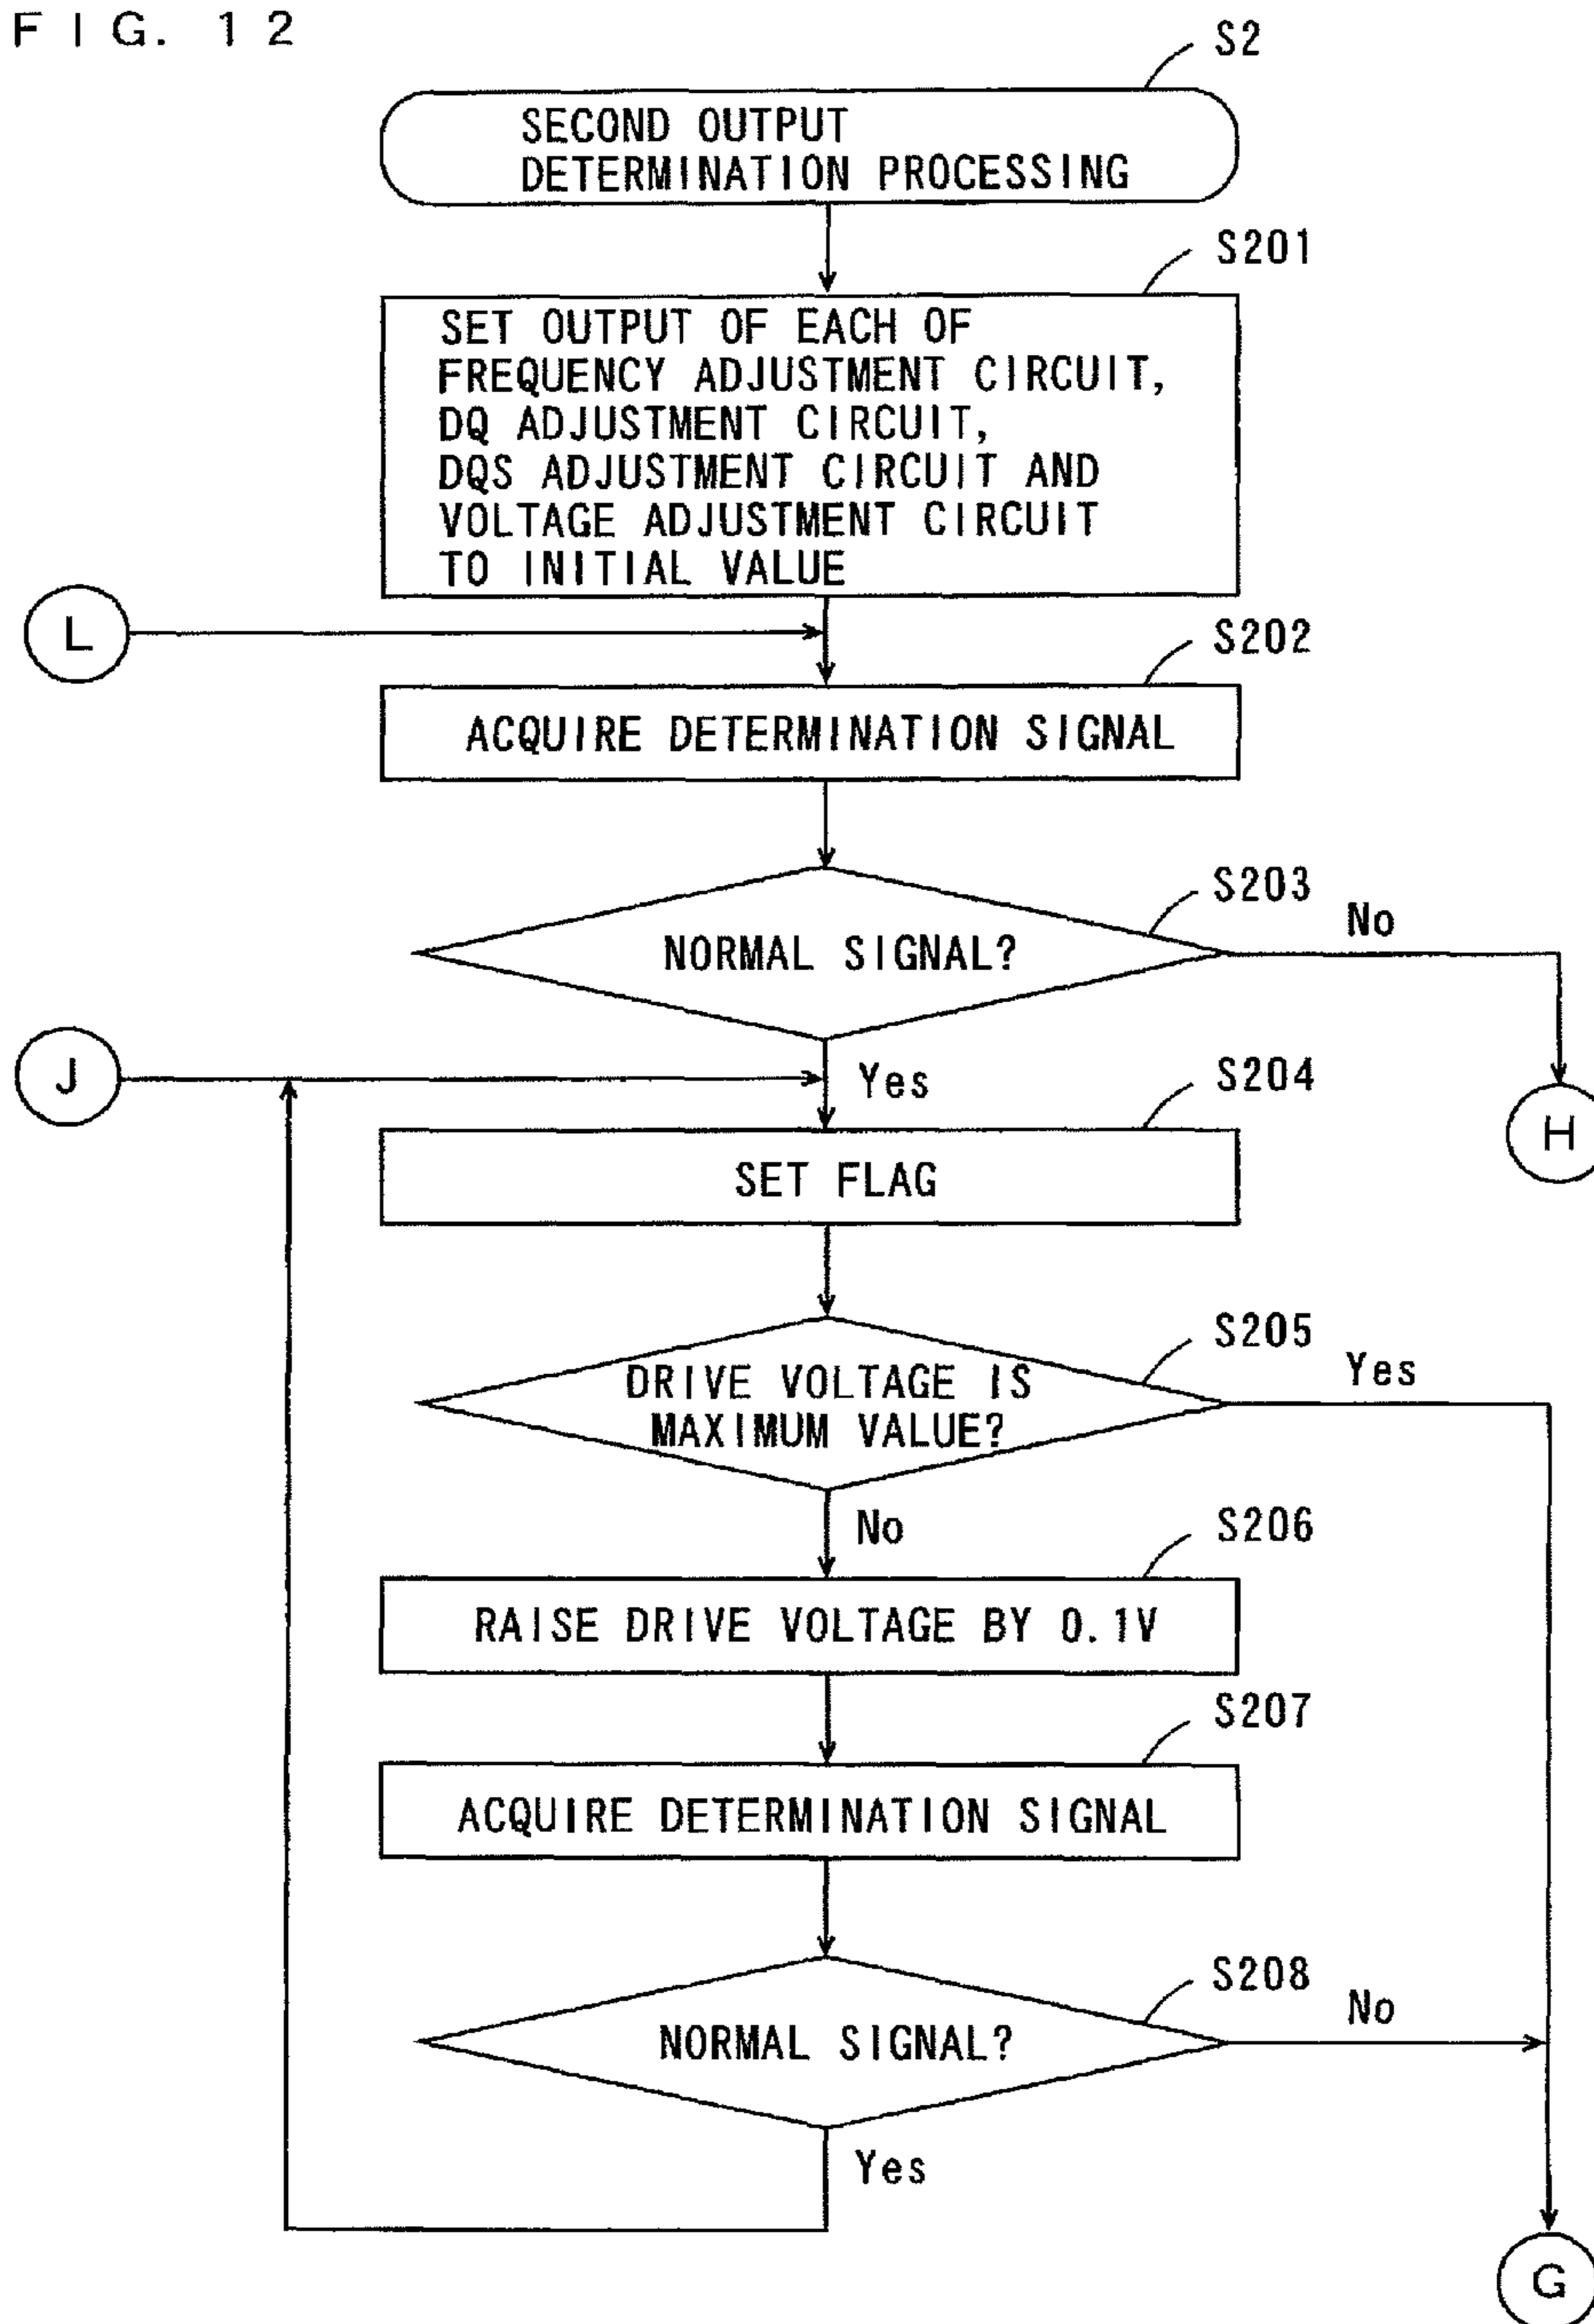 FIG. 12
S2
SECOND OUTPUT
DETERMINATION PROCESSING
S201
SET OUTPUT OF EACH OF
FREQUENCY ADJUSTMENT CIRCUIT,
DQ ADJUSTMENT CIRCUIT,
DQS ADJUSTMENT CIRCUIT AND
VOLTAGE ADJUSTMENT CIRCUIT
TO INITIAL VALUE
L
S202
ACQUIRE DETERMINATION SIGNAL
S203
No
NORMAL SIGNAL?
J
Yes
S204
H
SET FLAG
S205
Yes
DRIVE VOLTAGE IS
MAXIMUM VALUE?
No
S206
RAISE DRIVE VOLTAGE BY 0.1V
S207
ACQUIRE DETERMINATION SIGNAL
S208
No
NORMAL SIGNAL?
Yes
G